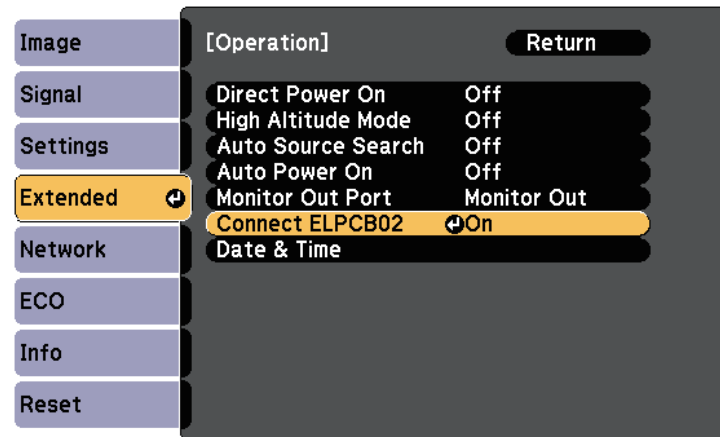 Image
Signal
Settings
Extended
Network
ECO
Info
Reset
[Operation] Return
Direct Power On Off
High Altitude Mode Off
Auto Source Search Off
Auto Power On Off
Monitor Out Port Monitor Out
Connect ELPCB02 On
Date & Time